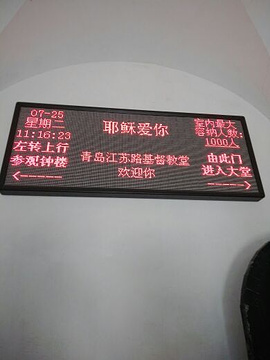 07-25
星期二
11:16:23
左转上行
参观钟楼
<----
耶稣爱你
青岛江苏路基督教堂
欢迎你
室内最大
容纳人数:
1000人
由此门
进入大堂
---->